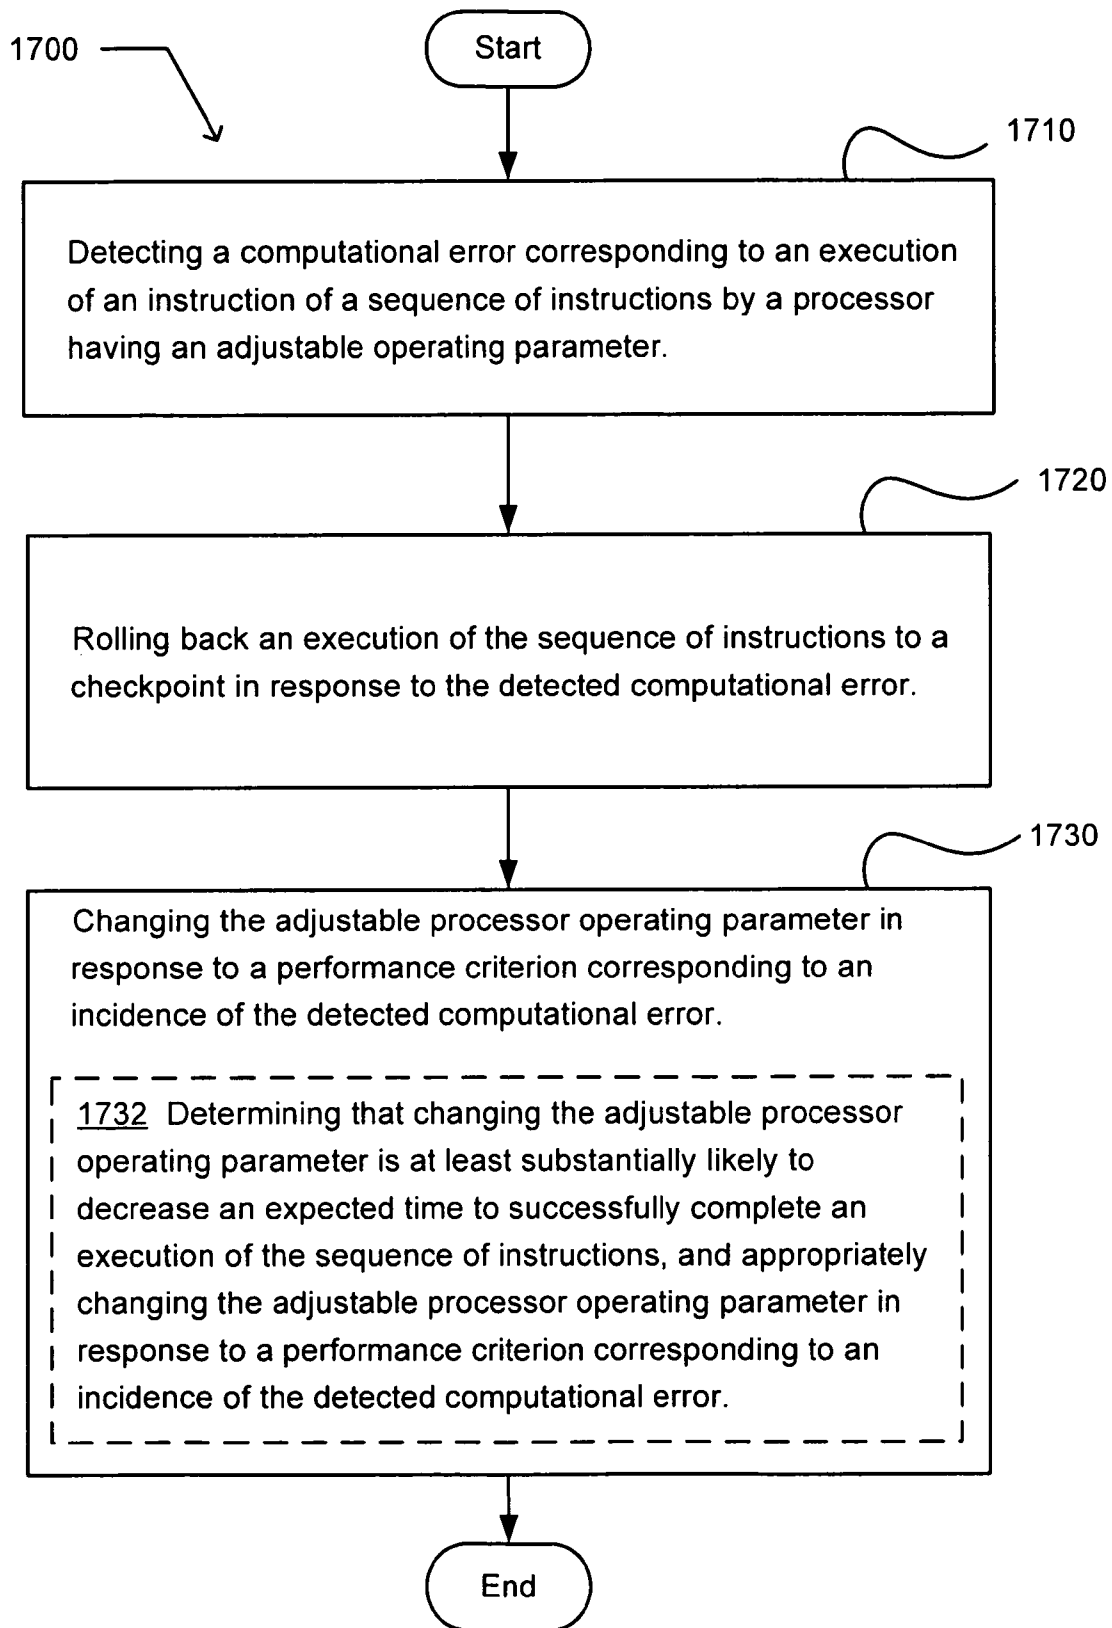 1700
Start
1710
Detecting a computational error corresponding to an execution
of an instruction of a sequence of instructions by a processor
having an adjustable operating parameter.
1720
Rolling back an execution of the sequence of instructions to a
checkpoint in response to the detected computational error.
1730
Changing the adjustable processor operating parameter in
response to a performance criterion corresponding to an
incidence of the detected computational error.
1732 Determining that changing the adjustable processor
operating parameter is at least substantially likely to
decrease an expected time to successfully complete an
execution of the sequence of instructions, and appropriately
changing the adjustable processor operating parameter in
response to a performance criterion corresponding to an
incidence of the detected computational error.
End